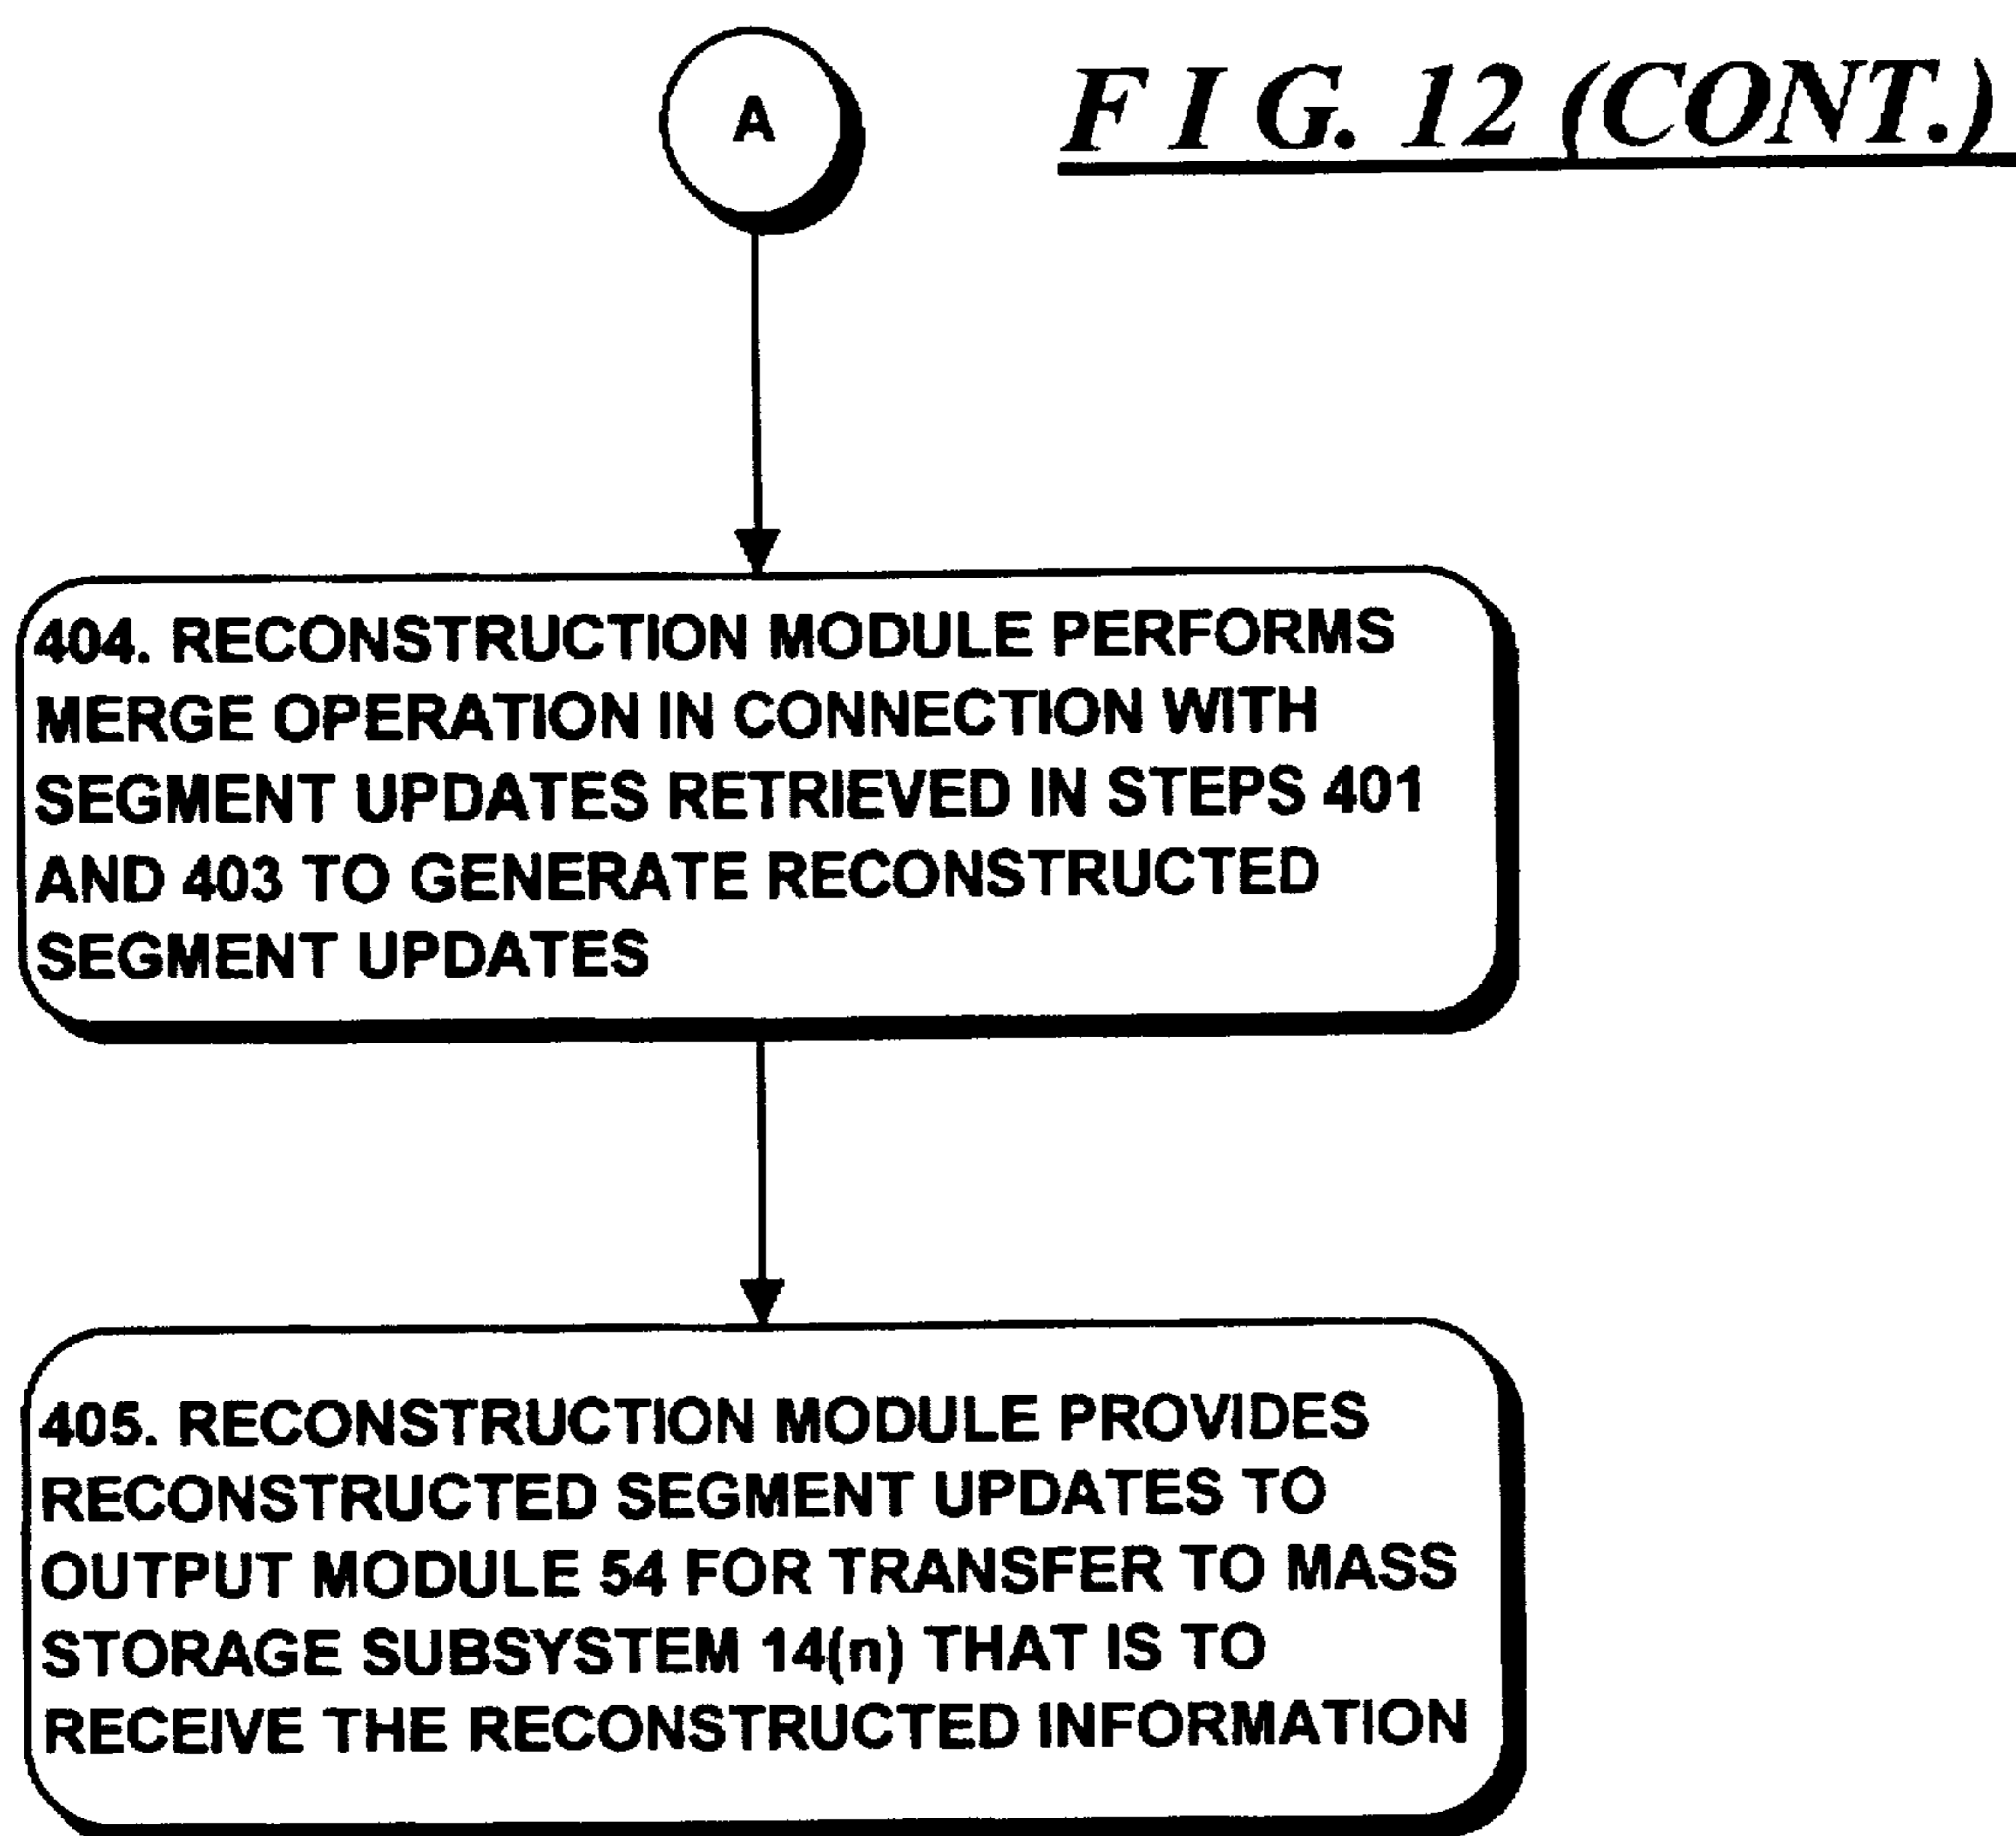 A
F I G. 12 (CONT.)
404. RECONSTRUCTION MODULE PERFORMS
MERGE OPERATION IN CONNECTION WITH
SEGMENT UPDATES RETRIEVED IN STEPS 401
AND 403 TO GENERATE RECONSTRUCTED
SEGMENT UPDATES
405. RECONSTRUCTION MODULE PROVIDES
RECONSTRUCTED SEGMENT UPDATES TO
OUTPUT MODULE 54 FOR TRANSFER TO MASS
STORAGE SUBSYSTEM 14(n) THAT IS TO
RECEIVE THE RECONSTRUCTED INFORMATION